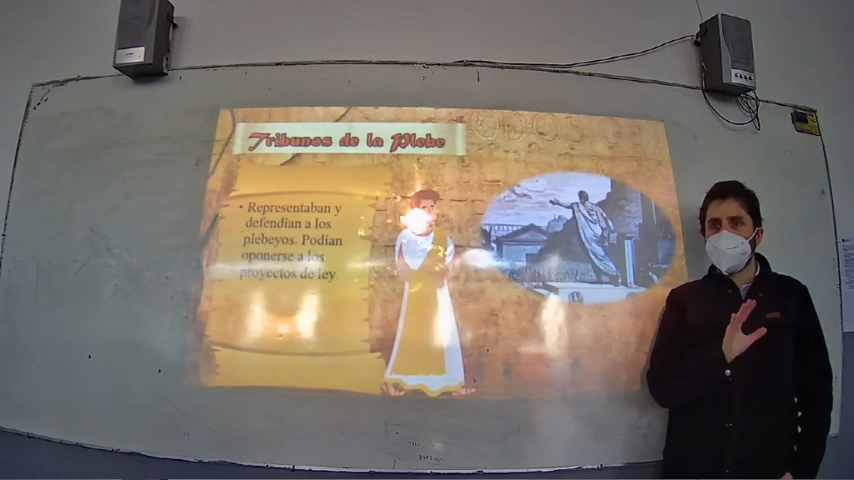 Tribunos de la Plebe
• Representaban y
defendían a los
plebeyos. Podían
oponerse a los
proyectos de ley.